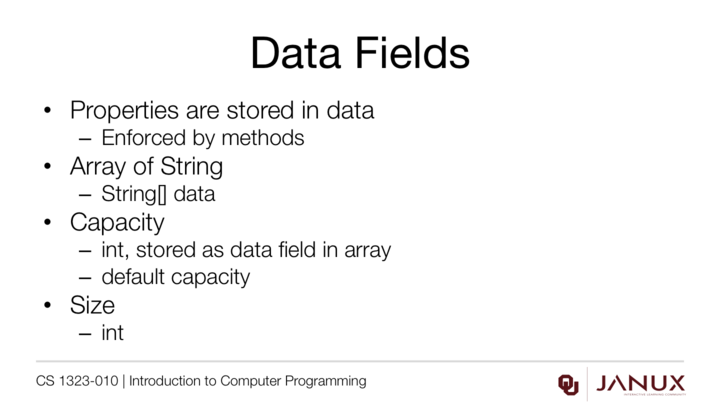 Data Fields
• Properties are stored in data
– Enforced by methods
• Array of String
– String[] data
• Capacity
– int, stored as data field in array
– default capacity
• Size
– int
CS 1323-010 | Introduction to Computer Programming
OU JANUX
INTERACTIVE LEARNING COMMUNITY